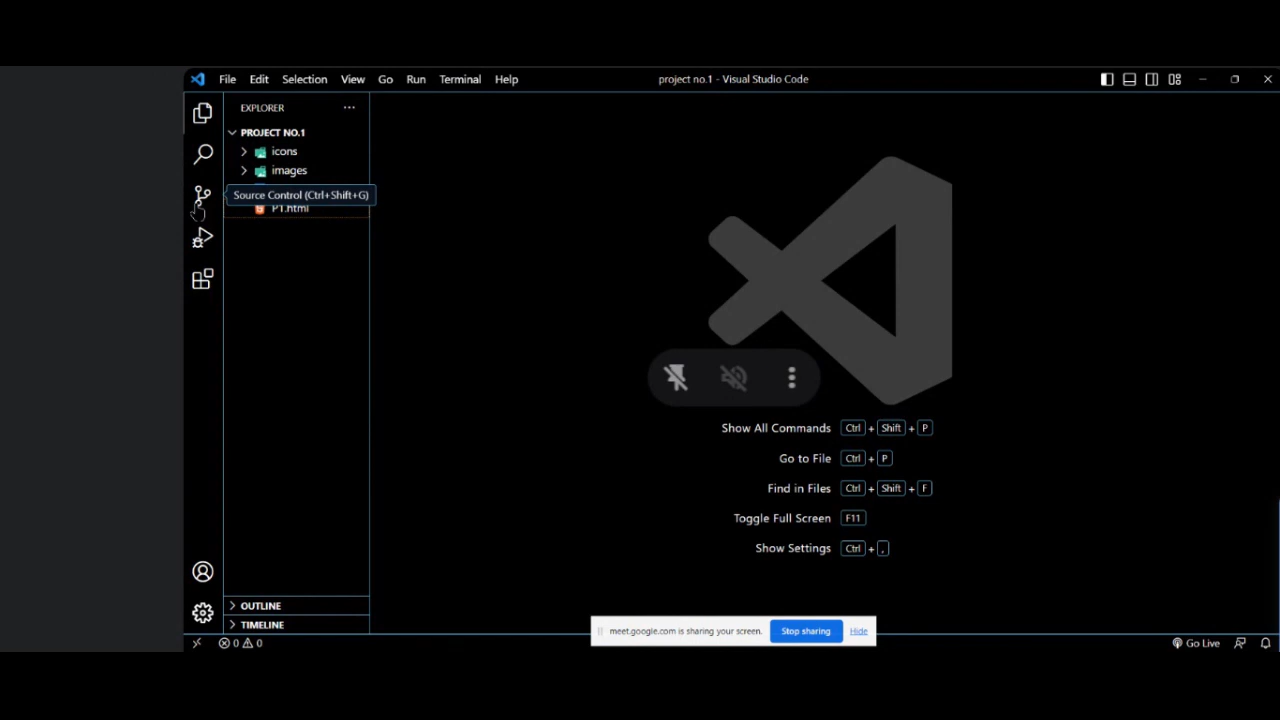 File Edit Selection View Go Run Terminal Help
project no.1 - Visual Studio Code
EXPLORER
PROJECT NO.1
icons
images
Source Control (Ctrl+Shift+G)
P1.html
Show All Commands Ctrl + Shift + P
Go to File Ctrl + P
Find in Files Ctrl + Shift + F
Toggle Full Screen F11
Show Settings Ctrl + ,
OUTLINE
TIMELINE
meet.google.com is sharing your screen. Stop sharing Hide
0 0
Go Live